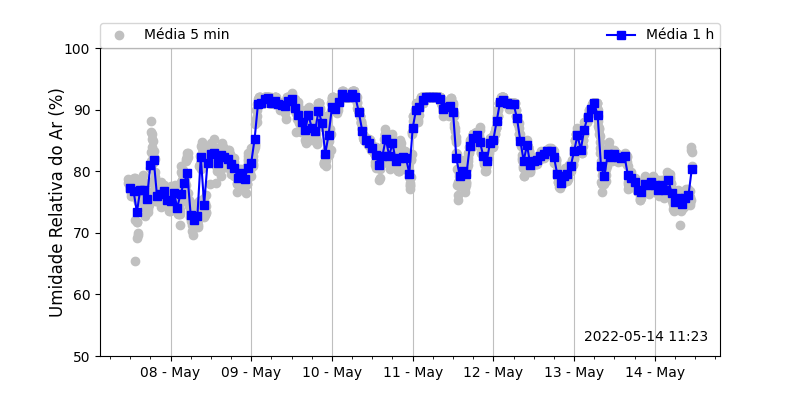 Média 5 min
Média 1 h
Umidade Relativa do Ar (%)
100
90
80
70
60
50
2022-05-14 11:23
08 - May
09 - May
10 - May
11 - May
12 - May
13 - May
14 - May